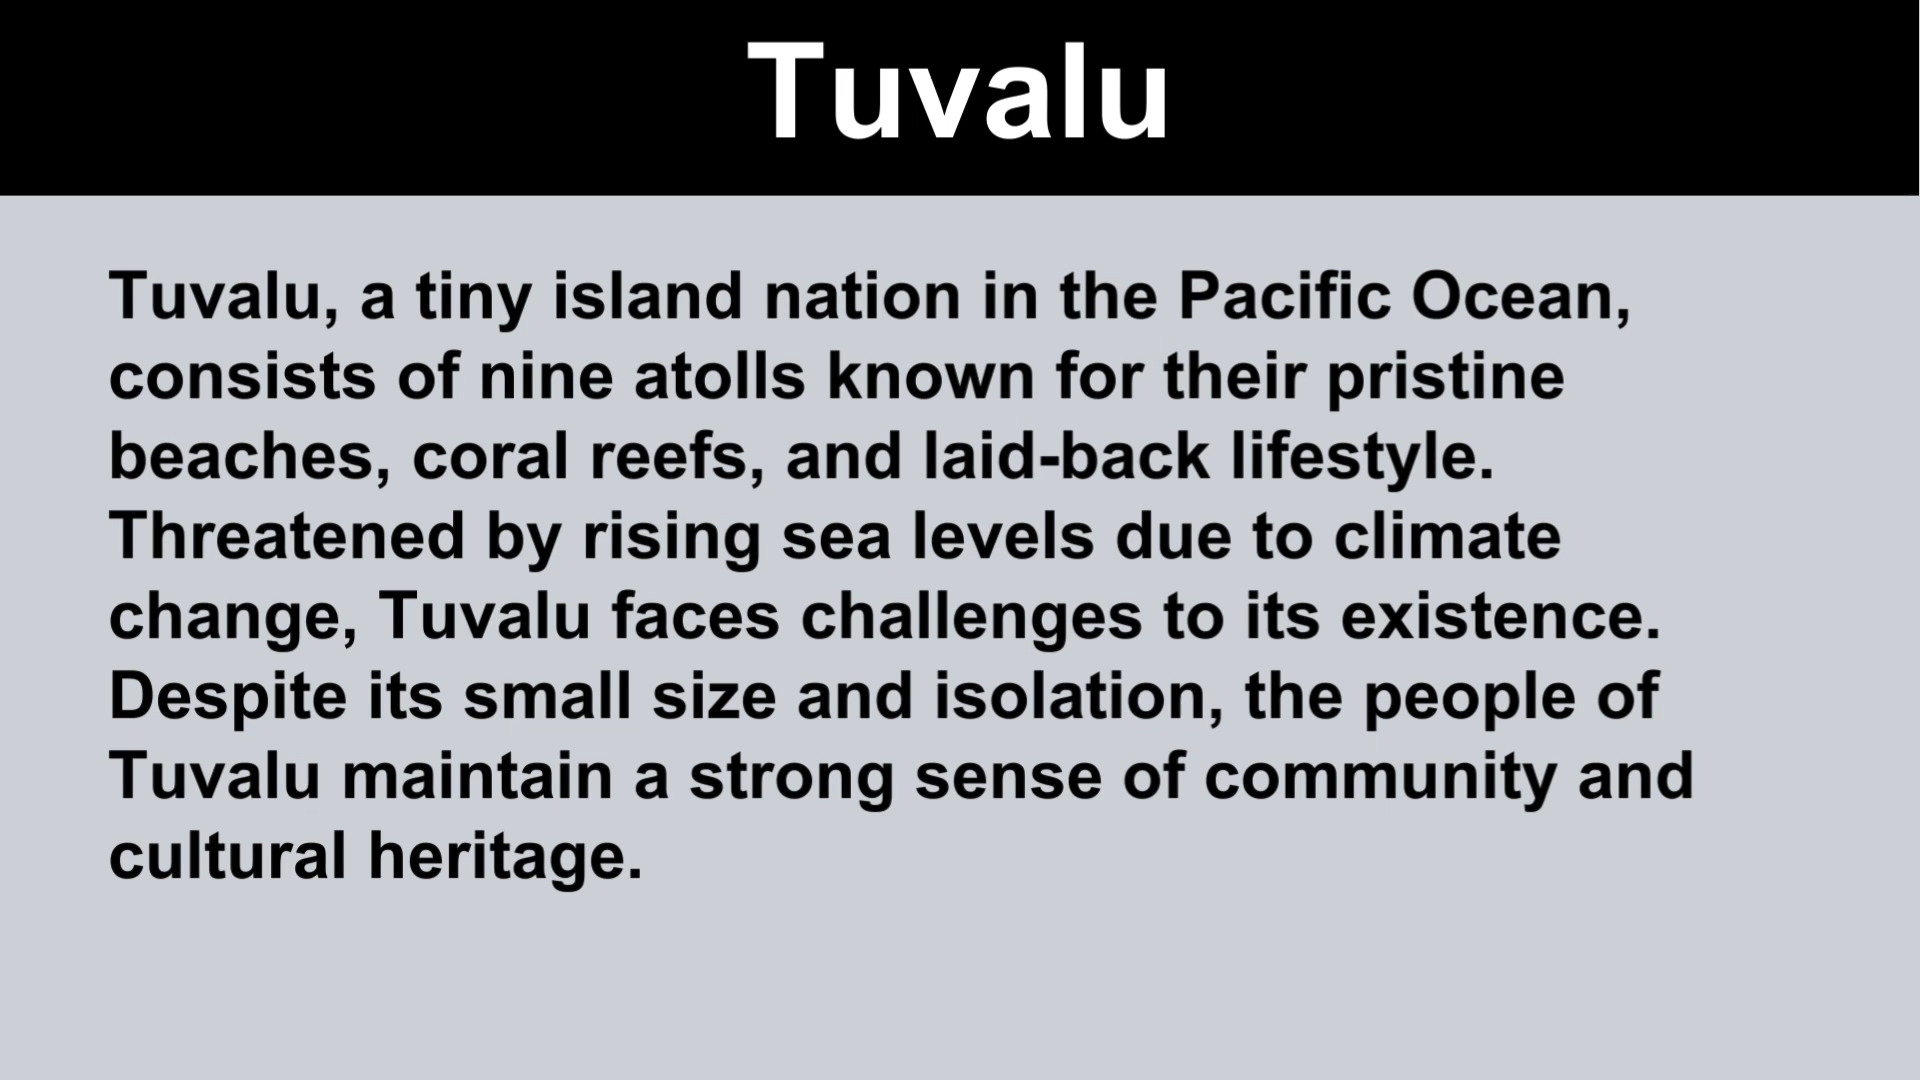 Tuvalu
Tuvalu, a tiny island nation in the Pacific Ocean,
consists of nine atolls known for their pristine
beaches, coral reefs, and laid-back lifestyle.
Threatened by rising sea levels due to climate
change, Tuvalu faces challenges to its existence.
Despite its small size and isolation, the people of
Tuvalu maintain a strong sense of community and
cultural heritage.